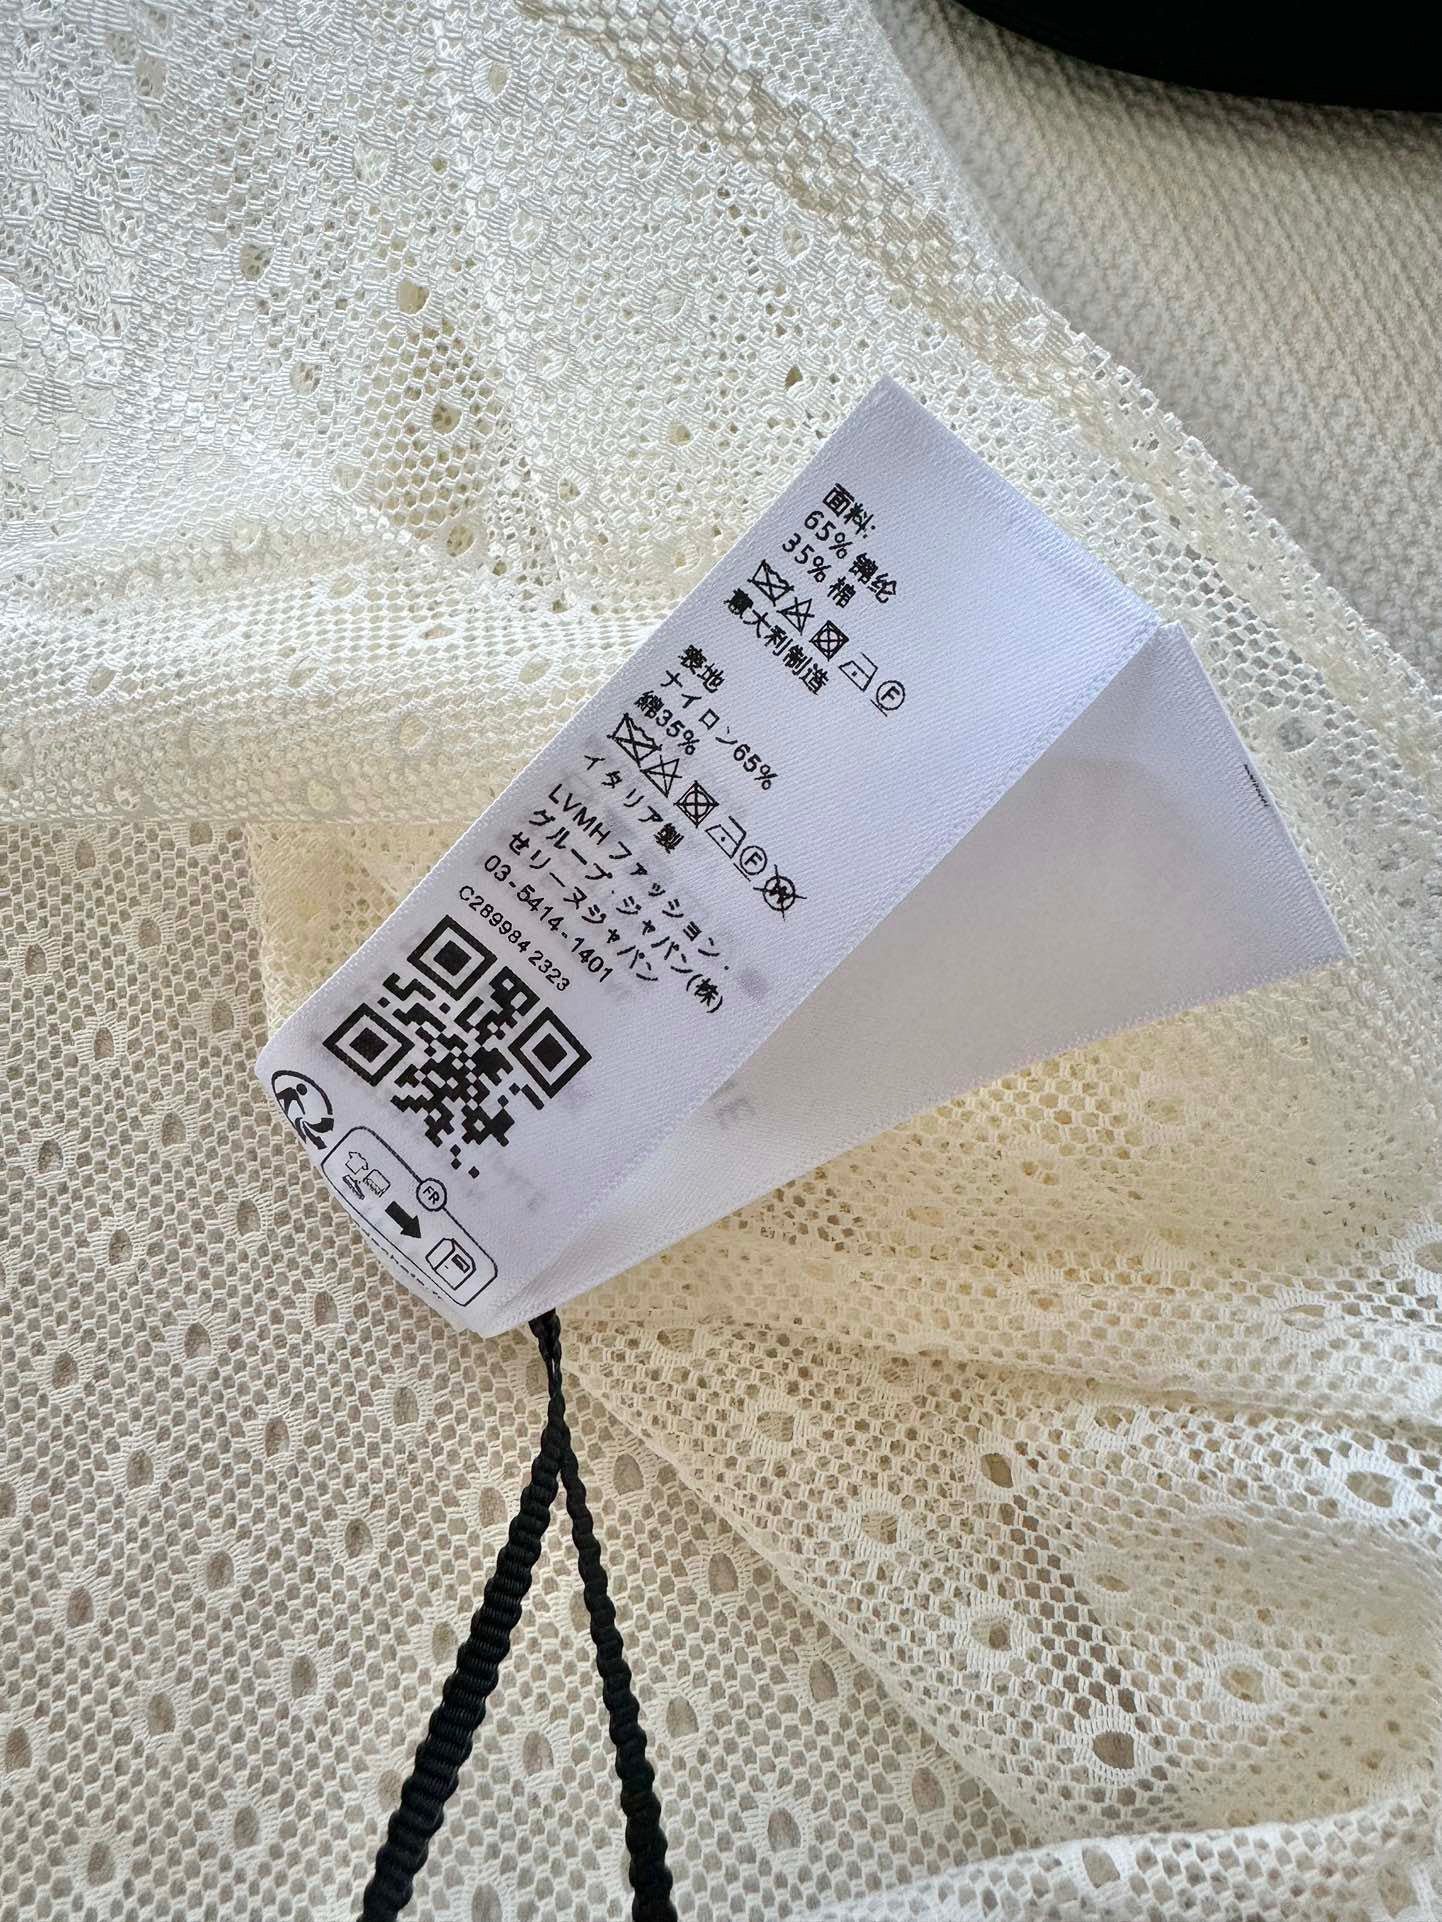 面料:
65% 锦纶
35% 棉
F
意大利制造
表地
ナイロン65%
綿35%
F W
イタリア製
LVMH ファッション・
グループ・ジャパン(株)
セリーヌジャパン
03-5414-1401
C289984 2323
FR